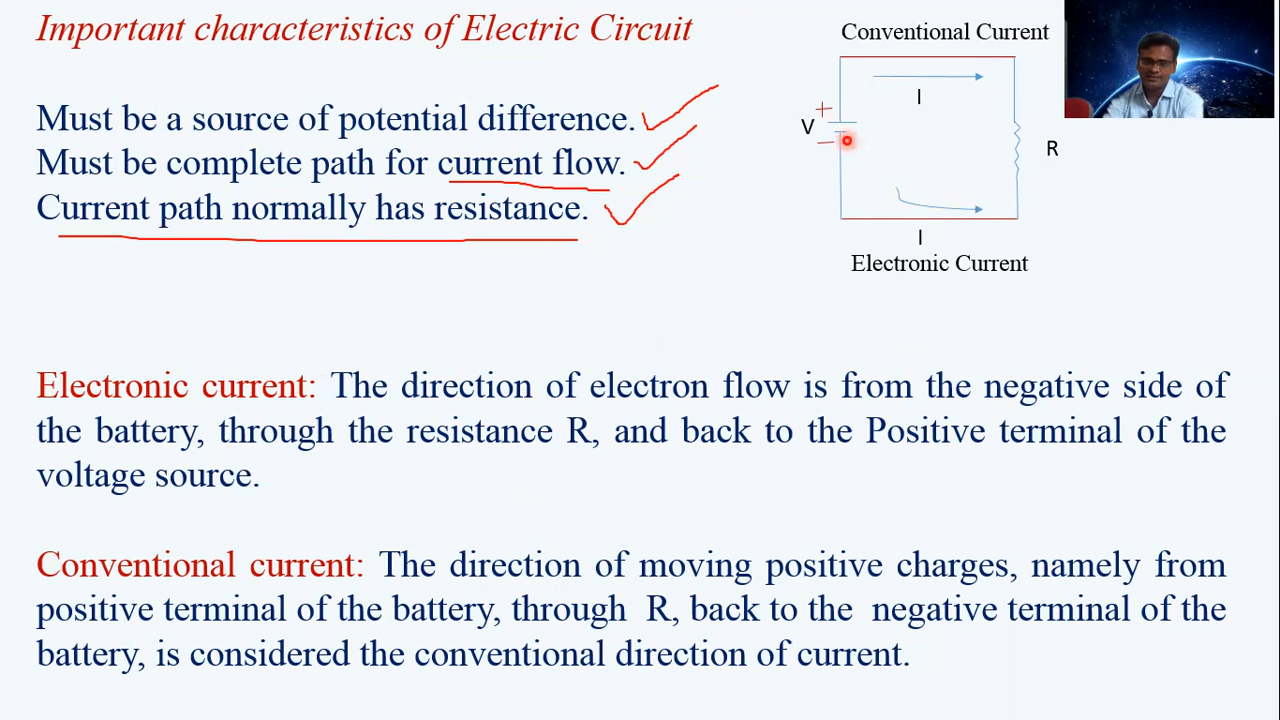 Important characteristics of Electric Circuit
Must be a source of potential difference.
Must be complete path for current flow.
Current path normally has resistance.
Conventional Current
I
+
V
−
R
I
Electronic Current
Electronic current: The direction of electron flow is from the negative side of
the battery, through the resistance R, and back to the Positive terminal of the
voltage source.
Conventional current: The direction of moving positive charges, namely from
positive terminal of the battery, through R, back to the negative terminal of the
battery, is considered the conventional direction of current.